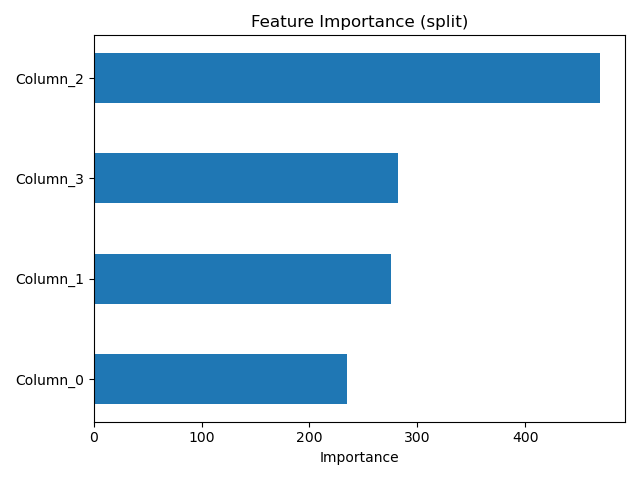 Feature Importance (split)
Column_2
Column_3
Column_1
Column_0
0 100 200 300 400
Importance